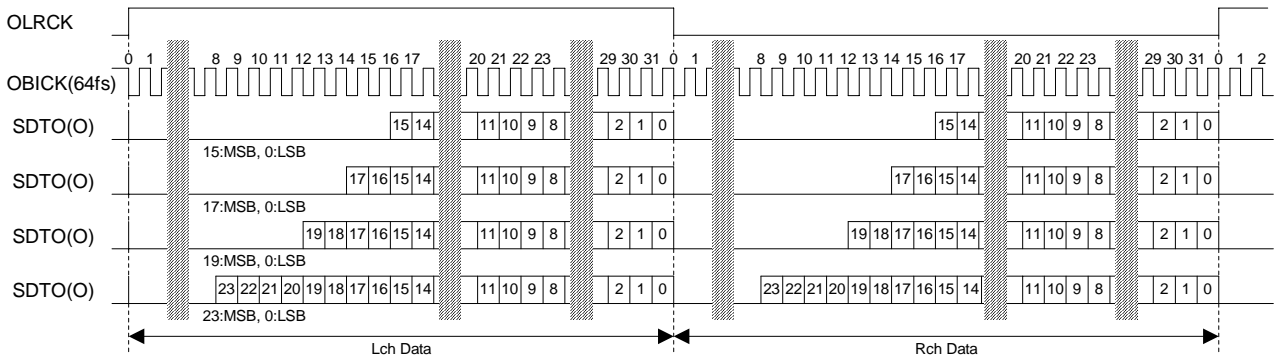 OLRCK
0 1 8 9 10 11 12 13 14 15 16 17 20 21 22 23 29 30 31 0 1 8 9 10 11 12 13 14 15 16 17 20 21 22 23 29 30 31 0 1 2
OBICK(64fs)
SDTO(O) 15 14 11 10 9 8 2 1 0 15 14 11 10 9 8 2 1 0
15:MSB, 0:LSB
SDTO(O) 17 16 15 14 11 10 9 8 2 1 0 17 16 15 14 11 10 9 8 2 1 0
17:MSB, 0:LSB
SDTO(O) 19 18 17 16 15 14 11 10 9 8 2 1 0 19 18 17 16 15 14 11 10 9 8 2 1 0
19:MSB, 0:LSB
SDTO(O) 23 22 21 20 19 18 17 16 15 14 11 10 9 8 2 1 0 23 22 21 20 19 18 17 16 15 14 11 10 9 8 2 1 0
23:MSB, 0:LSB
Lch Data Rch Data